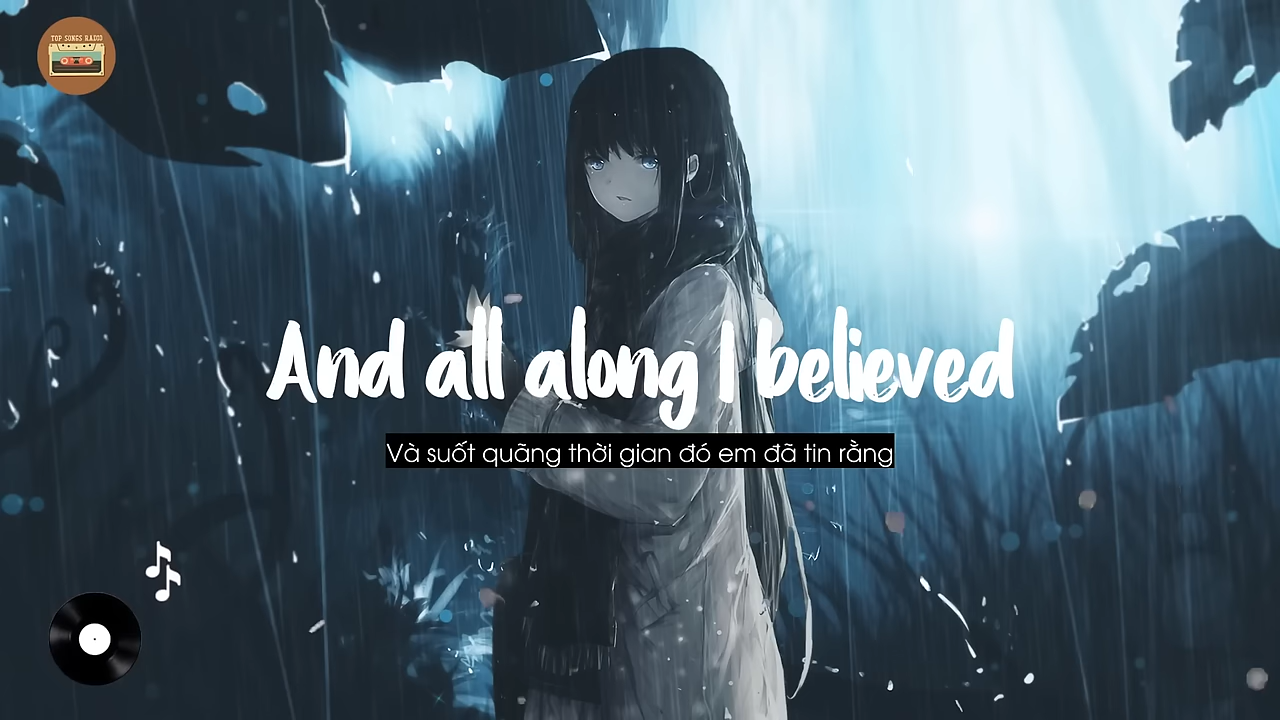 TOP SONGS RADIO
And all along I believed
Và suốt quãng thời gian đó em đã tin rằng